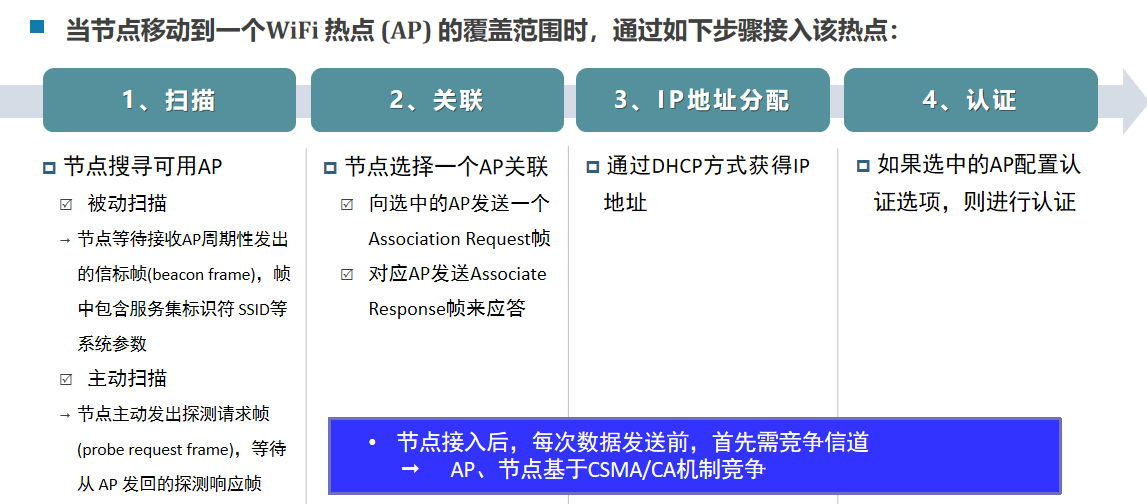 当节点移动到一个WiFi 热点 (AP) 的覆盖范围时，通过如下步骤接入该热点：
1、扫描
节点搜寻可用AP
被动扫描
→ 节点等待接收AP周期性发出
的信标帧(beacon frame)，帧
中包含服务集标识符 SSID等
系统参数
主动扫描
→ 节点主动发出探测请求帧
(probe request frame)，等待
从 AP 发回的探测响应帧
2、关联
节点选择一个AP关联
向选中的AP发送一个
Association Request帧
对应AP发送Associate
Response帧来应答
3、IP地址分配
通过DHCP方式获得IP
地址
4、认证
如果选中的AP配置认
证选项，则进行认证
• 节点接入后，每次数据发送前，首先需竞争信道
→ AP、节点基于CSMA/CA机制竞争